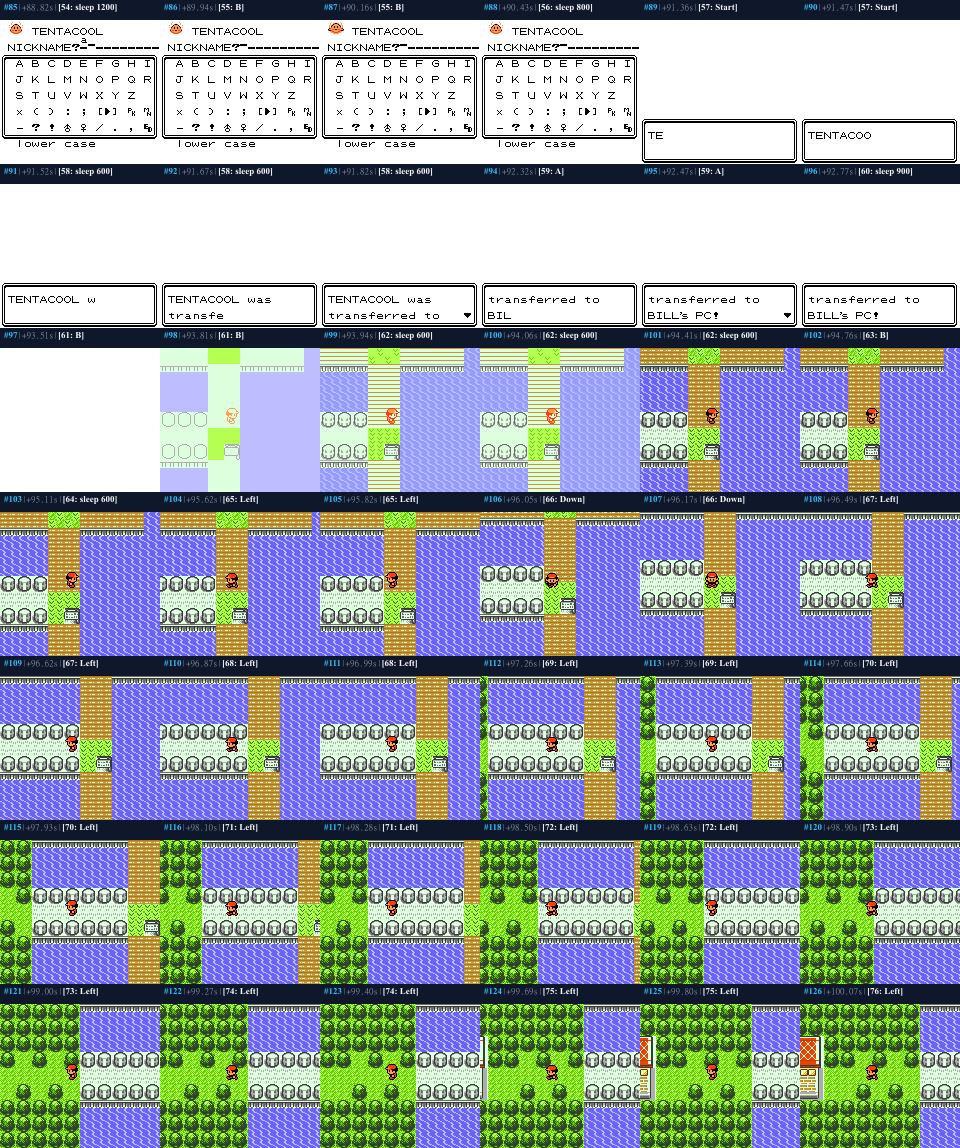 #85|+88.82s|[54: sleep 1200] #86|+89.94s|[55: B] #87|+90.16s|[55: B] #88|+90.43s|[56: sleep 800] #89|+91.36s|[57: Start] #90|+91.47s|[57: Start]
TENTACOOL TENTACOOL TENTACOOL TENTACOOL
NICKNAME? NICKNAME? NICKNAME? NICKNAME?
A B C D E F G H I A B C D E F G H I A B C D E F G H I A B C D E F G H I
J K L M N O P Q R J K L M N O P Q R J K L M N O P Q R J K L M N O P Q R
S T U V W X Y Z S T U V W X Y Z S T U V W X Y Z S T U V W X Y Z
× ( ) : ; [ ] PK MN × ( ) : ; [ ] PK MN × ( ) : ; [ ] PK MN × ( ) : ; [ ] PK MN
- ? ! ♂ ♀ / . , ED - ? ! ♂ ♀ / . , ED - ? ! ♂ ♀ / . , ED - ? ! ♂ ♀ / . , ED
lower case lower case lower case lower case
TE TENTACOO
#91|+91.52s|[58: sleep 600] #92|+91.67s|[58: sleep 600] #93|+91.82s|[58: sleep 600] #94|+92.32s|[59: A] #95|+92.47s|[59: A] #96|+92.77s|[60: sleep 900]
TENTACOOL w TENTACOOL was TENTACOOL was transferred to transferred to transferred to
transfe transferred to BIL BILL's PC! BILL's PC!
#97|+93.51s|[61: B] #98|+93.81s|[61: B] #99|+93.94s|[62: sleep 600] #100|+94.06s|[62: sleep 600] #101|+94.41s|[62: sleep 600] #102|+94.76s|[63: B]
#103|+95.11s|[64: sleep 600] #104|+95.62s|[65: Left] #105|+95.82s|[65: Left] #106|+96.05s|[66: Down] #107|+96.17s|[66: Down] #108|+96.49s|[67: Left]
#109|+96.62s|[67: Left] #110|+96.87s|[68: Left] #111|+96.99s|[68: Left] #112|+97.26s|[69: Left] #113|+97.39s|[69: Left] #114|+97.66s|[70: Left]
#115|+97.93s|[70: Left] #116|+98.10s|[71: Left] #117|+98.28s|[71: Left] #118|+98.50s|[72: Left] #119|+98.63s|[72: Left] #120|+98.90s|[73: Left]
#121|+99.00s|[73: Left] #122|+99.27s|[74: Left] #123|+99.40s|[74: Left] #124|+99.69s|[75: Left] #125|+99.80s|[75: Left] #126|+100.07s|[76: Left]